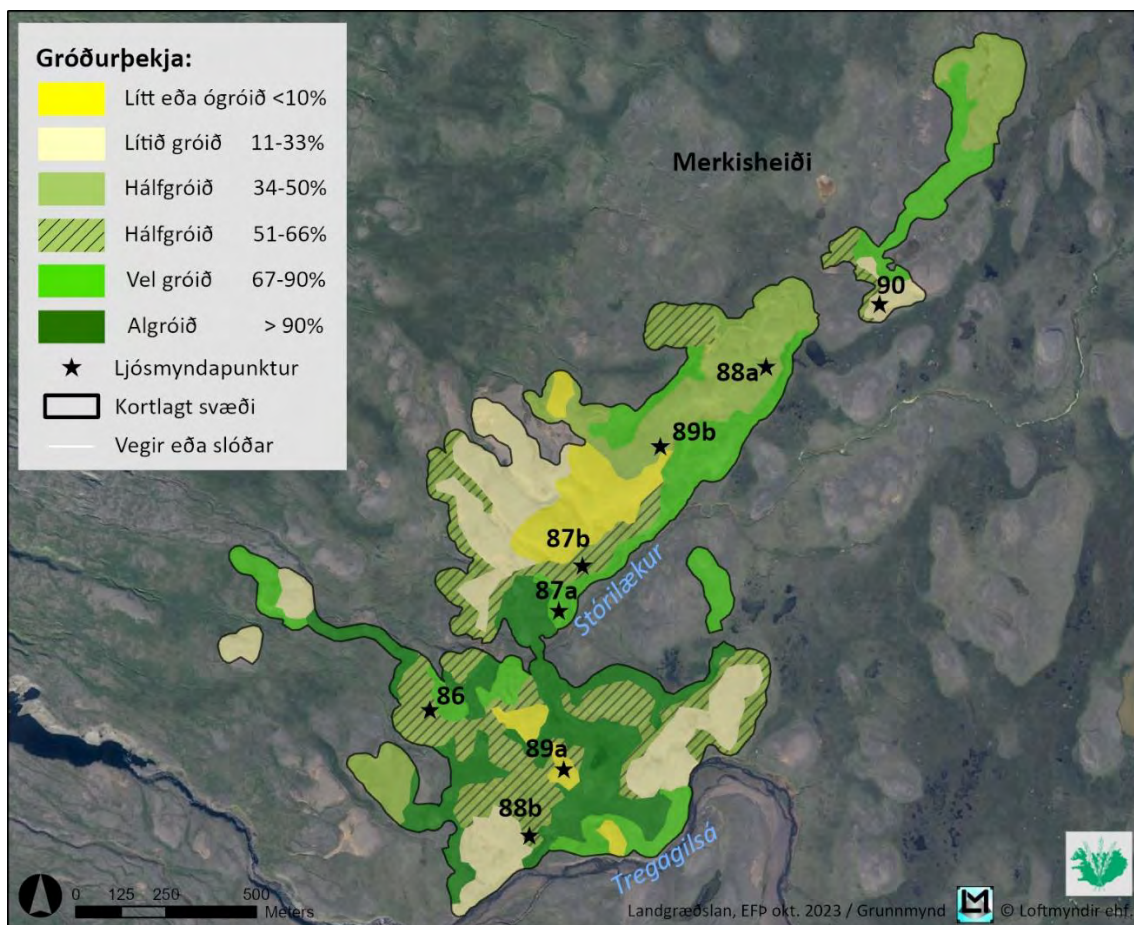 Gróðurþekja:
Lítt eða ógróið <10%
Lítið gróið 11-33%
Hálfgróið 34-50%
Hálfgróið 51-66%
Vel gróið 67-90%
Algróið > 90%
Ljósmyndapunktur
Kortlagt svæði
Vegir eða slóðar
Merkisheiði
90
88a
89b
87b
87a
Stórilækur
86
89a
88b
Tregagilsá
0 125 250 500
Meters
Landgræðslan, EFÞ okt. 2023 / Grunnmynd LM © Loftmyndir ehf.